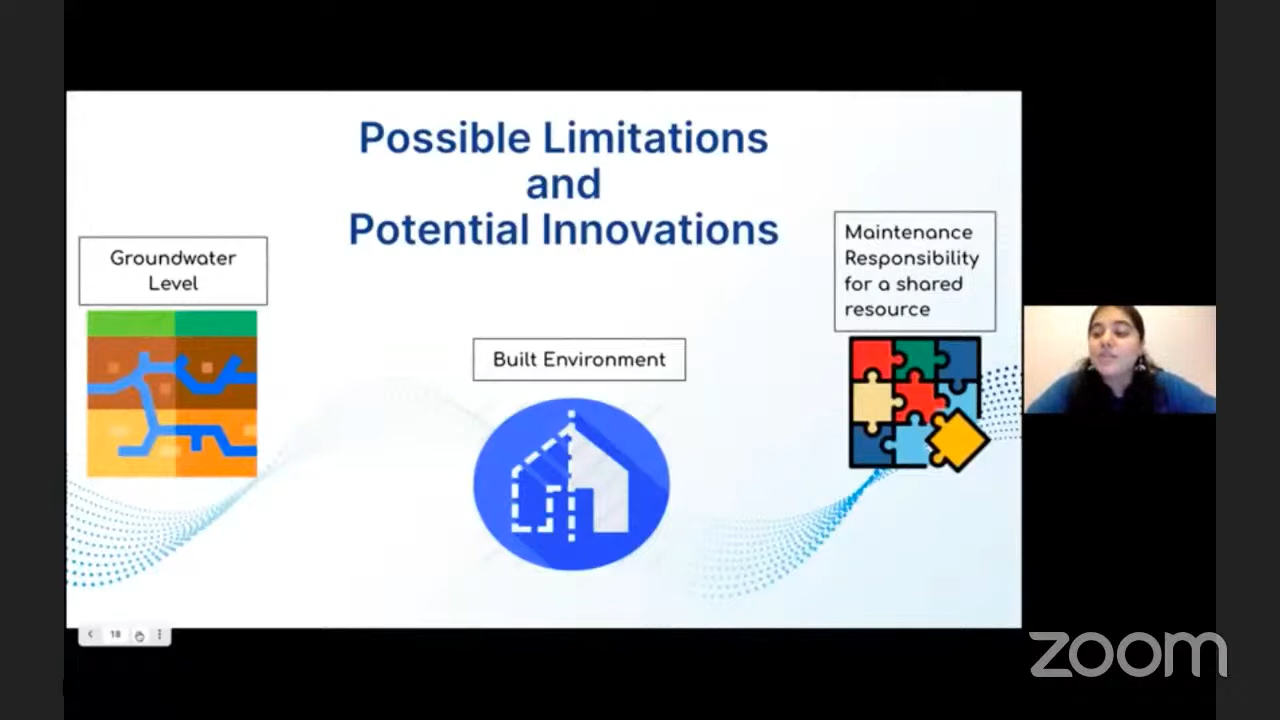 Possible Limitations
and
Potential Innovations
Groundwater
Level
Built Environment
Maintenance
Responsibility
for a shared
resource
18
zoom